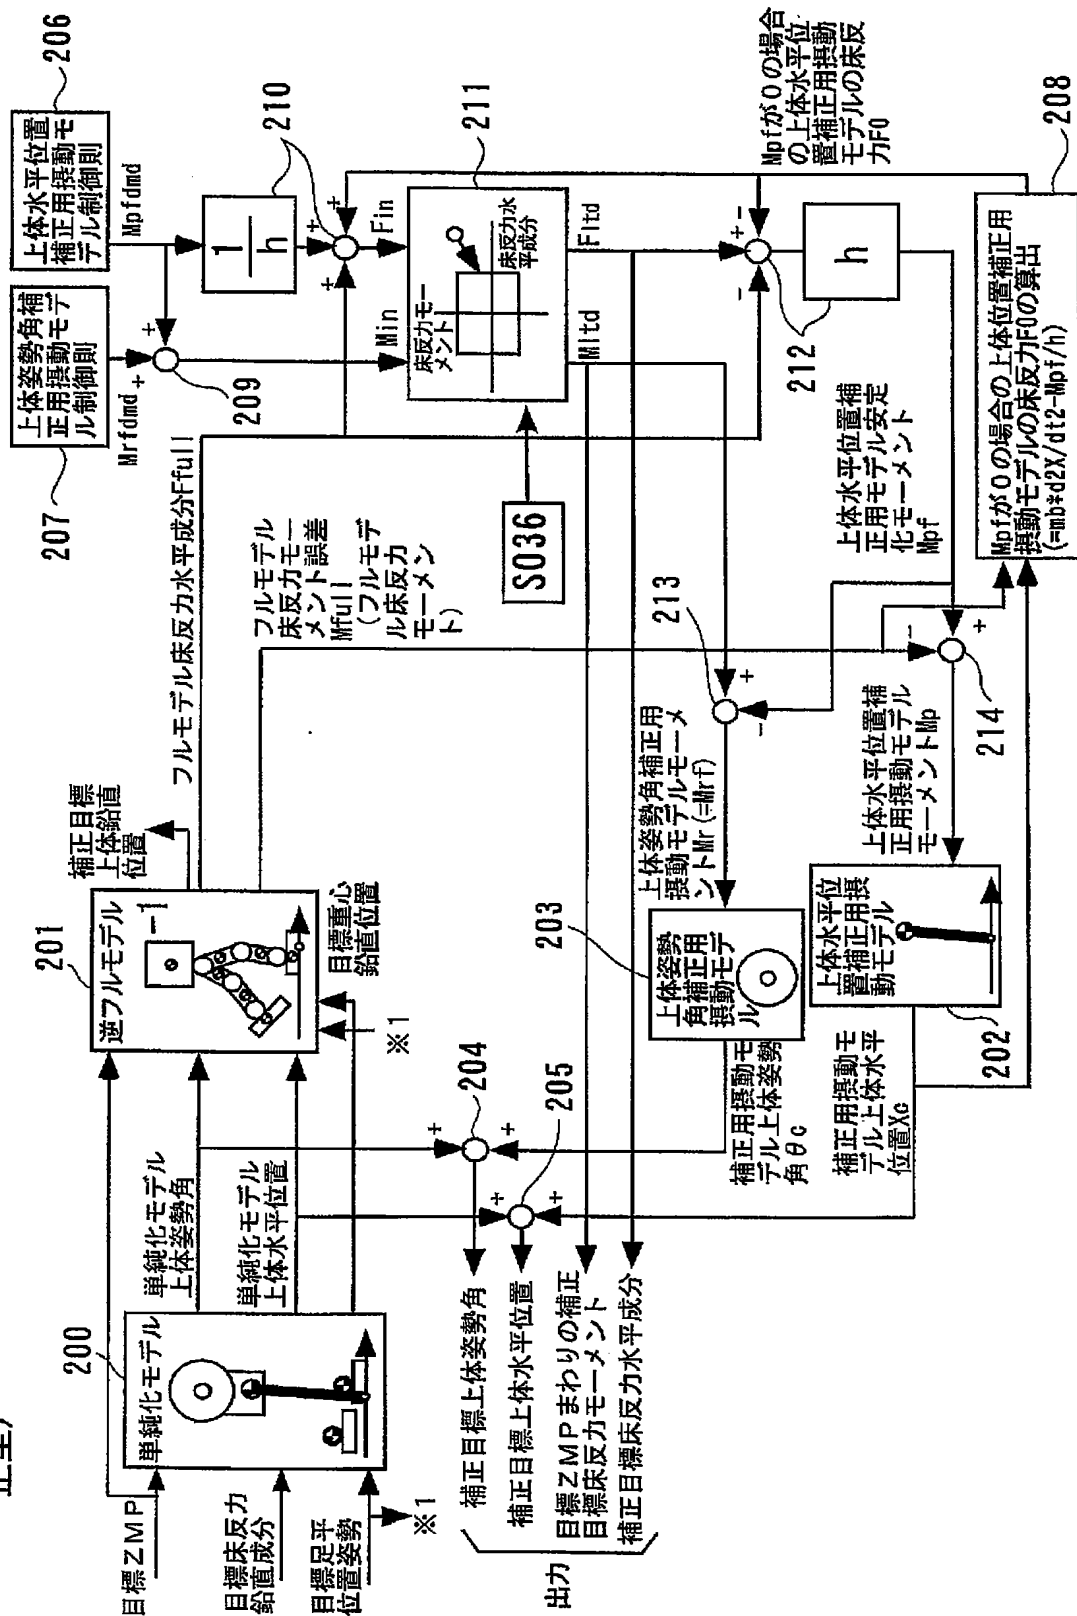 206
上体水平位置
補正用摂動モ
デル制御則
Mpfdmd
207
上体姿勢角補
正用摂動モデ
ル制御則
Mrfdmd
+
+
209
210
1
h
+
+
+
Fin
Min
211
床反力モー
メント
床反力水
平成分
Fltd
Mltd
SO36
Mpfが0の場合
の上体水平位
置補正用摂動
モデルの床反
力F0
+
-
-
212
h
208
Mpfが0の場合の上体位置補正用
摂動モデルの床反力F0の算出
(=mb*d2X/dt2-Mpf/h)
上体水平位置補
正用モデル安定
化モーメント
Mpf
フルモデル床反力水平成分Ffull
フルモデル
床反力モー
メント誤差
Mfull
(フルモデ
ル床反力
モーメン
ト)
213
+
-
214
-
+
上体姿勢角補正用
摂動モデルモーメ
ントMr(=Mrf)
上体水平位置補
正用摂動モデル
モーメントMp
補正目標
上体鉛直
位置
201
逆フルモデル
-1
目標重心
鉛直位置
※1
203
上体姿勢
角補正用
摂動モデ
ル
202
上体水平位
置補正用摂
動モデル
補正用摂動モ
デル上体姿勢
角θc
補正用摂動モ
デル上体水平
位置Xc
204
+
+
205
+
+
200
単純化モデル
単純化モデル
上体姿勢角
単純化モデル
上体水平位置
目標ZMP
目標床反力
鉛直成分
目標足平
位置姿勢
※1
出力
補正目標上体姿勢角
補正目標上体水平位置
目標ZMPまわりの補正
目標床反力モーメント
補正目標床反力水平成分